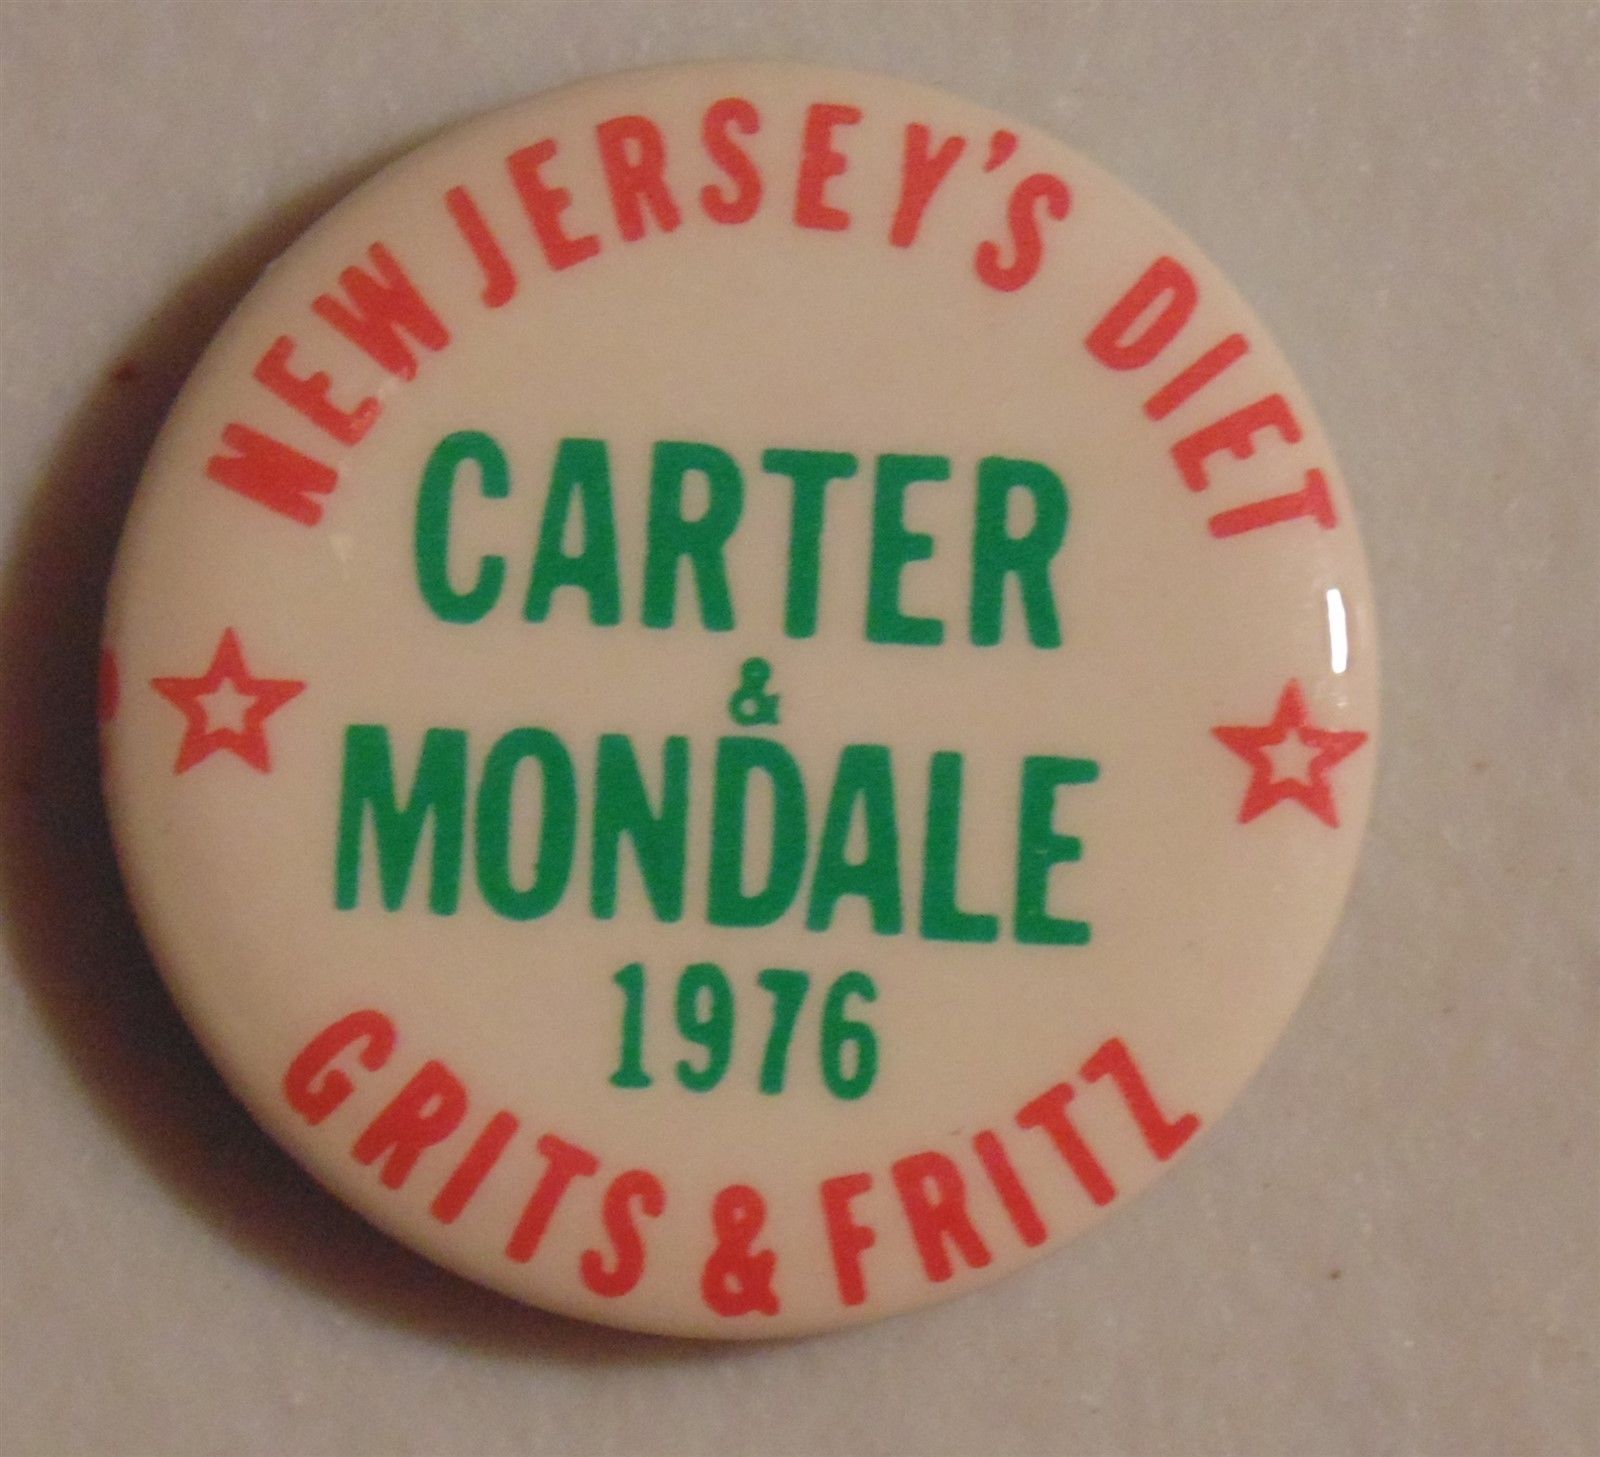 NEW JERSEY'S DIET
CARTER
&
MONDALE
1976
GRITS & FRITZ